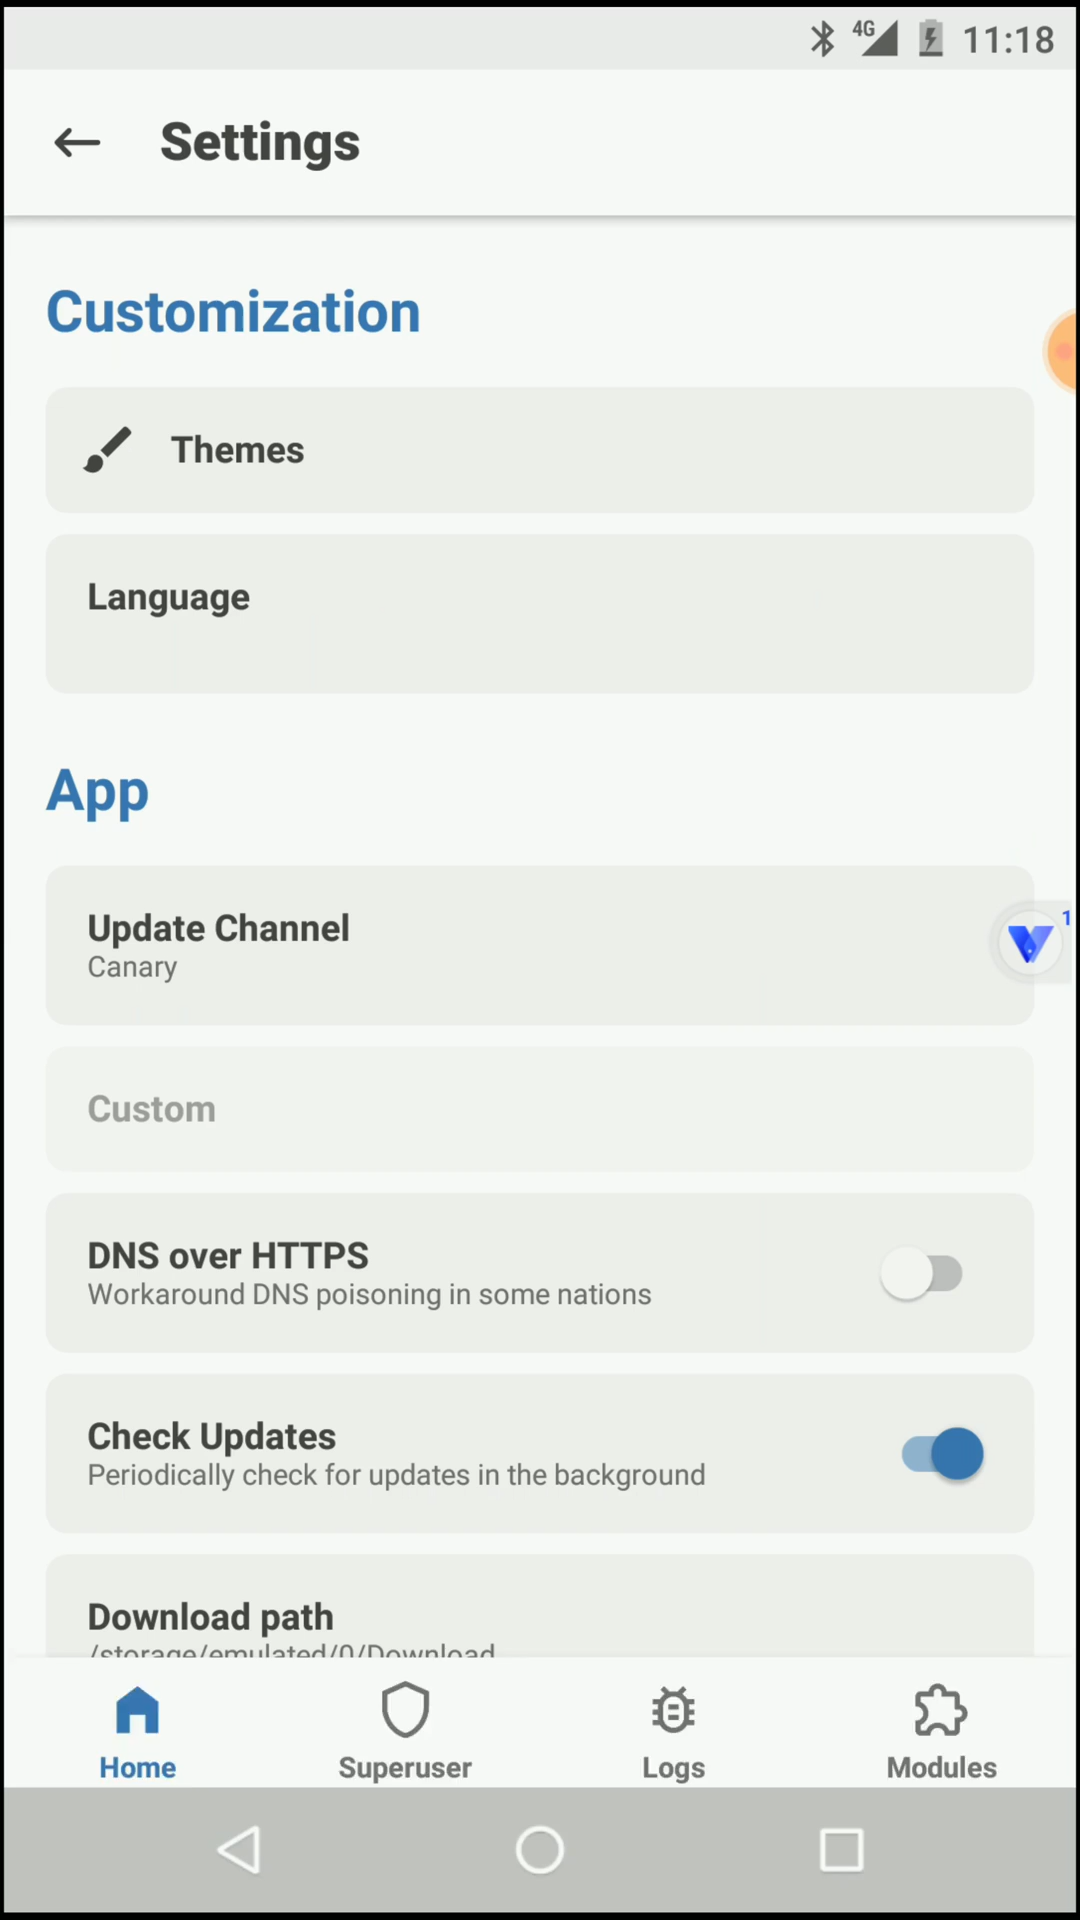 4G 11:18
Settings
Customization
Themes
Language
App
1
Update Channel
Canary
Custom
DNS over HTTPS
Workaround DNS poisoning in some nations
Check Updates
Periodically check for updates in the background
Download path
/storage/emulated/0/Download
Home
Superuser
Logs
Modules